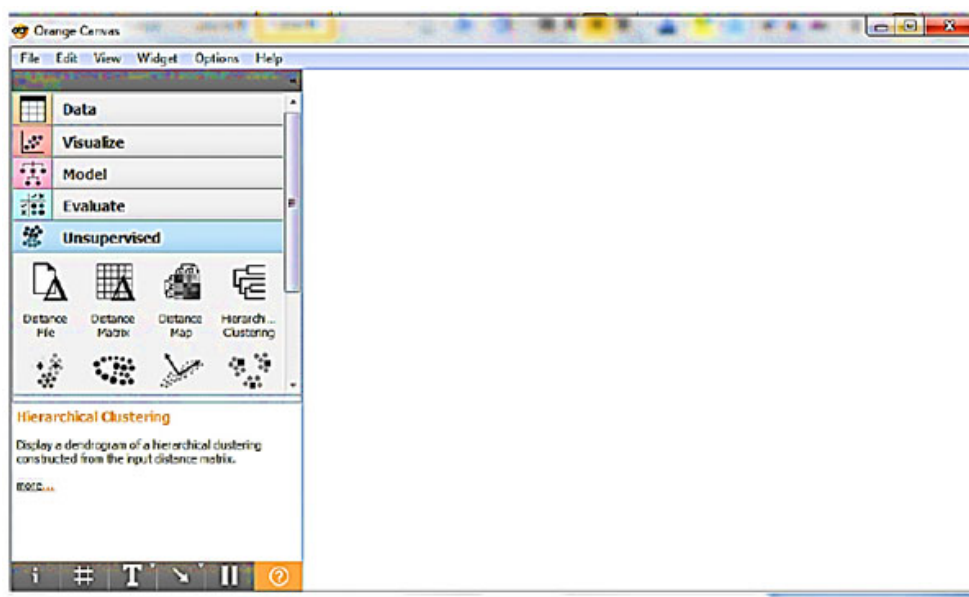 Orange Canvas
File Edit View Widget Options Help
Data
Visualize
Model
Evaluate
Unsupervised
Distance File
Distance Matrix
Distance Map
Hierarchi... Clustering
Hierarchical Clustering
Display a dendrogram of a hierarchical clustering
constructed from the input distance matrix.
more...